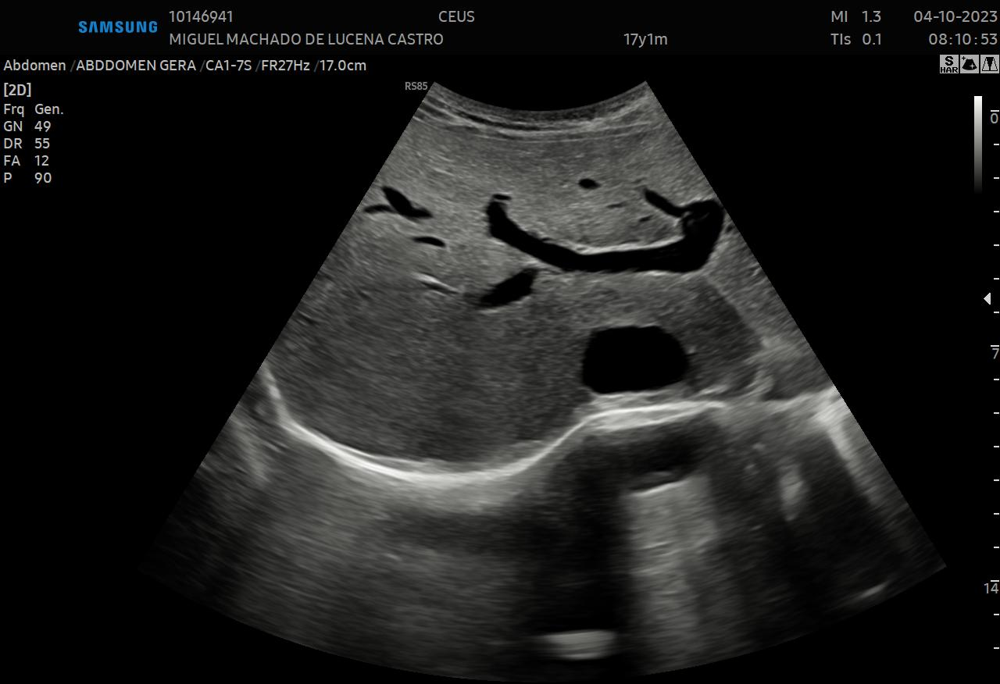 SAMSUNG 10146941 CEUS MI 1.3 04-10-2023
MIGUEL MACHADO DE LUCENA CASTRO 17y1m TIs 0.1 08:10:53
Abdomen /ABDDOMEN GERA /CA1-7S /FR27Hz /17.0cm
S
HAR
[2D]
RS85
Frq Gen.
GN 49
DR 55
FA 12
P 90
0
7
14